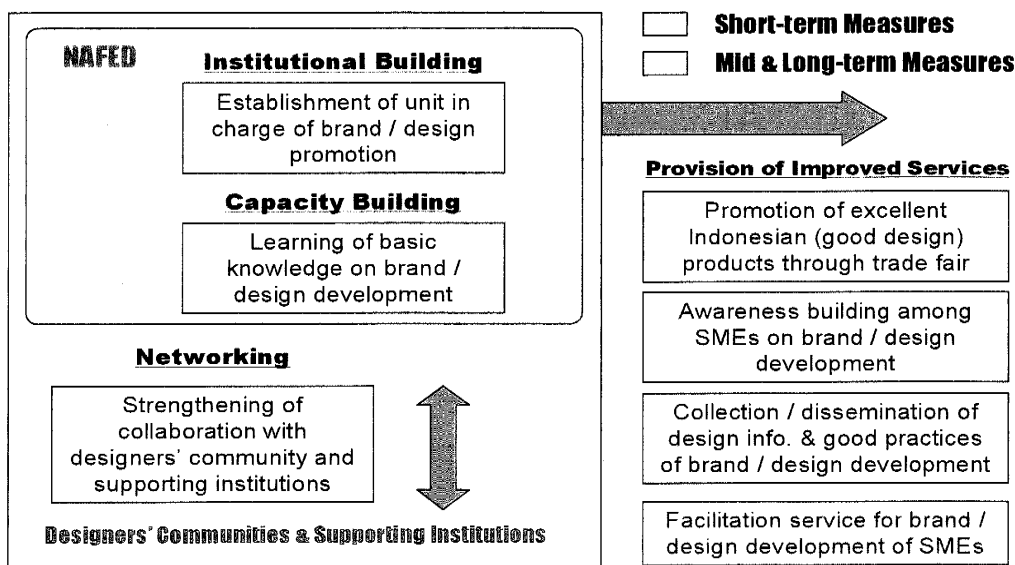 NAFED
Institutional Building
Establishment of unit in
charge of brand / design
promotion
Capacity Building
Learning of basic
knowledge on brand /
design development
Networking
Strengthening of
collaboration with
designers' community and
supporting institutions
Designers' Communities & Supporting Institutions
Short-term Measures
Mid & Long-term Measures
Provision of Improved Services
Promotion of excellent
Indonesian (good design)
products through trade fair
Awareness building among
SMEs on brand / design
development
Collection / dissemination of
design info. & good practices
of brand / design development
Facilitation service for brand /
design development of SMEs